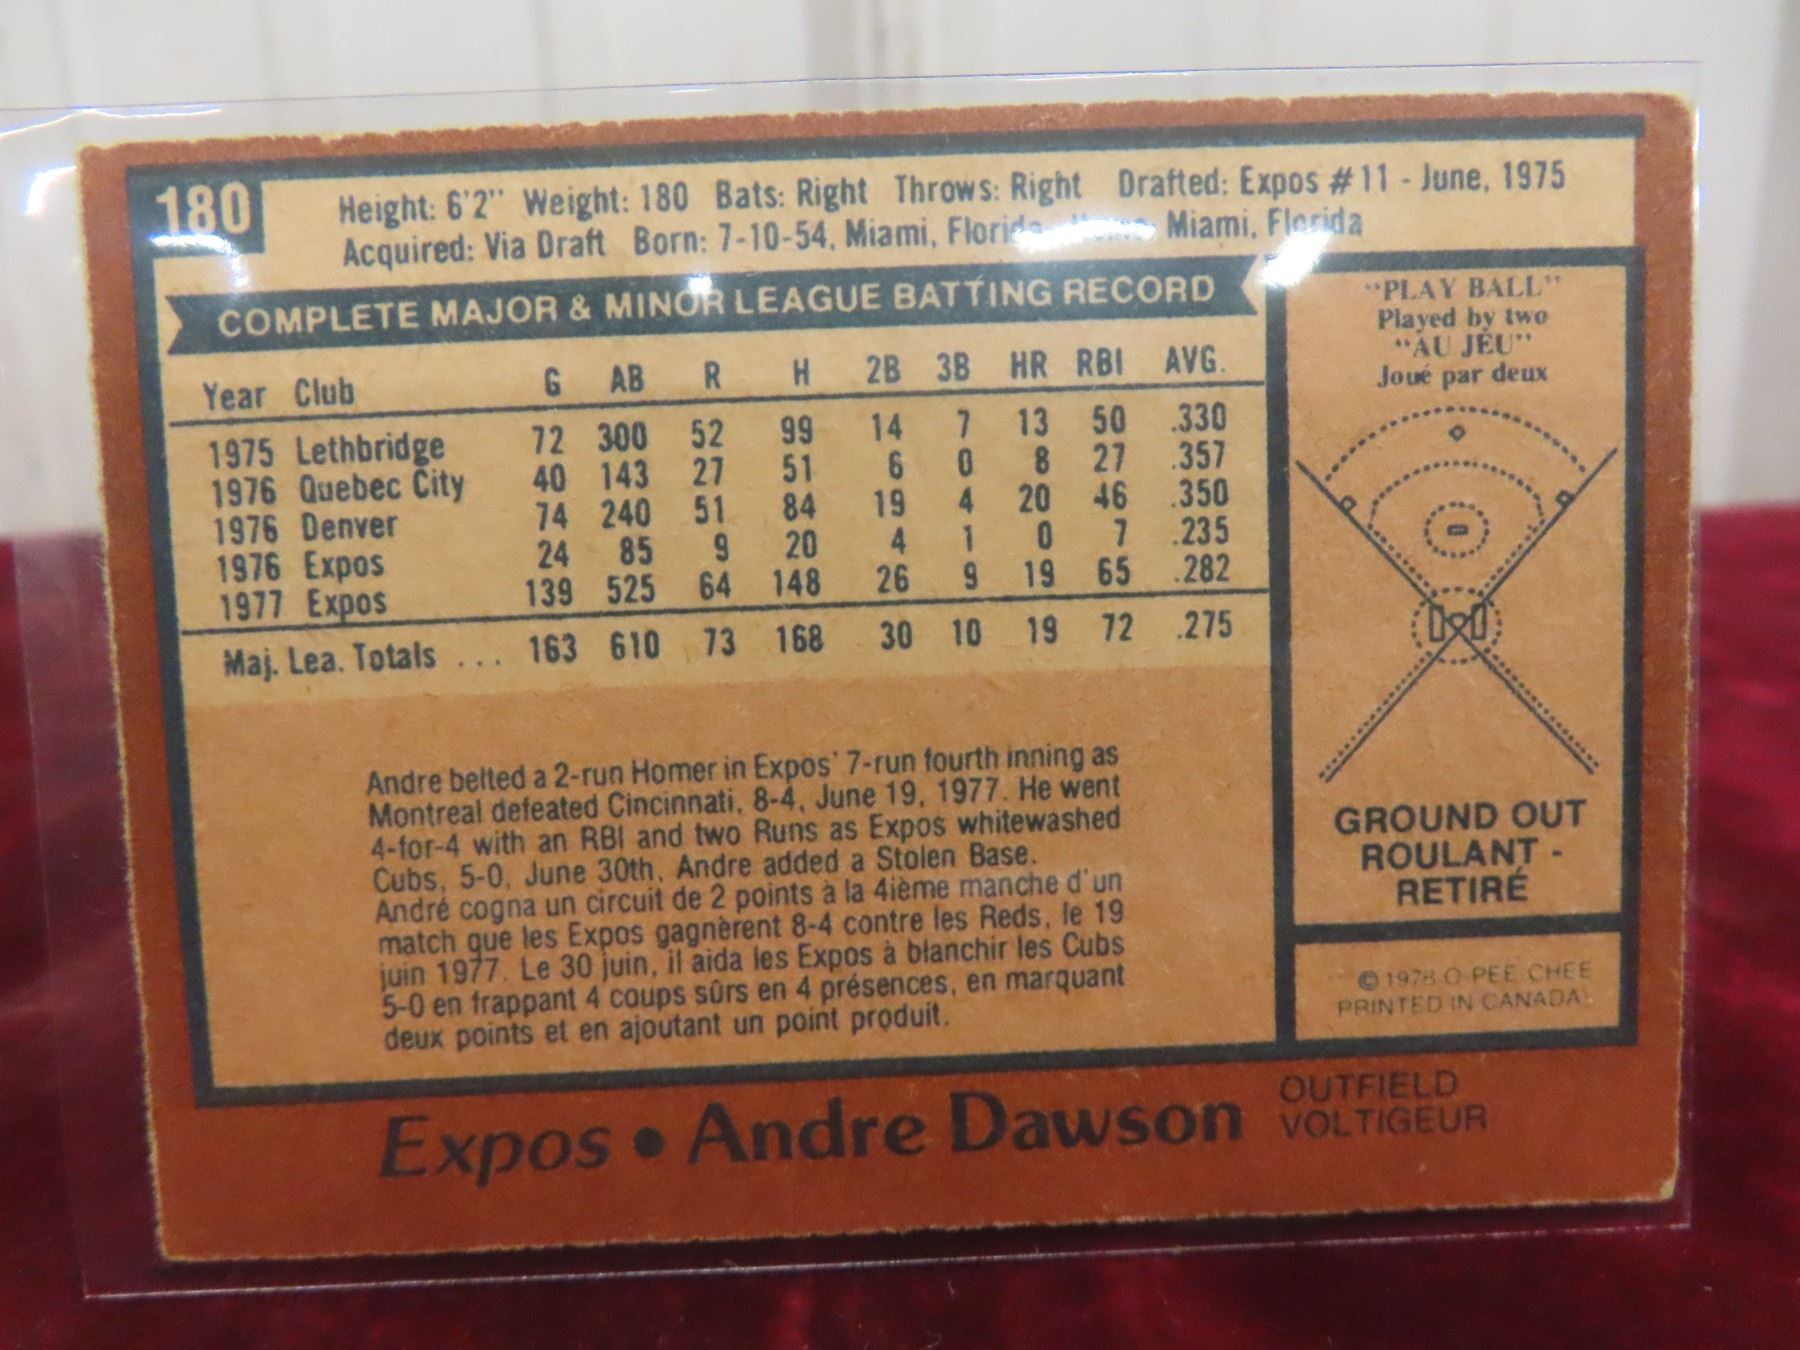 180
Height: 6'2" Weight: 180 Bats: Right Throws: Right Drafted: Expos #11 - June, 1975
Acquired: Via Draft Born: 7-10-54, Miami, Florida Miami, Florida
COMPLETE MAJOR & MINOR LEAGUE BATTING RECORD
Year Club G AB R H 2B 3B HR RBI AVG.
1975 Lethbridge 72 300 52 99 14 7 13 50 .330
1976 Quebec City 40 143 27 51 6 0 8 27 .357
1976 Denver 74 240 51 84 19 4 20 46 .350
1976 Expos 24 85 9 20 4 1 0 7 .235
1977 Expos 139 525 64 148 26 9 19 65 .282
Maj. Lea. Totals ... 163 610 73 168 30 10 19 72 .275
Andre belted a 2-run Homer in Expos' 7-run fourth inning as
Montreal defeated Cincinnati, 8-4, June 19, 1977. He went
4-for-4 with an RBI and two Runs as Expos whitewashed
Cubs, 5-0, June 30th. Andre added a Stolen Base.
André cogna un circuit de 2 points à la 4ième manche d'un
match que les Expos gagnèrent 8-4 contre les Reds, le 19
juin 1977. Le 30 juin, il aida les Expos à blanchir les Cubs
5-0 en frappant 4 coups sûrs en 4 présences, en marquant
deux points et en ajoutant un point produit.
"PLAY BALL"
Played by two
"AU JEU"
Joué par deux
GROUND OUT
ROULANT -
RETIRÉ
© 1978 O-PEE-CHEE
PRINTED IN CANADA
Expos • Andre Dawson
OUTFIELD
VOLTIGEUR